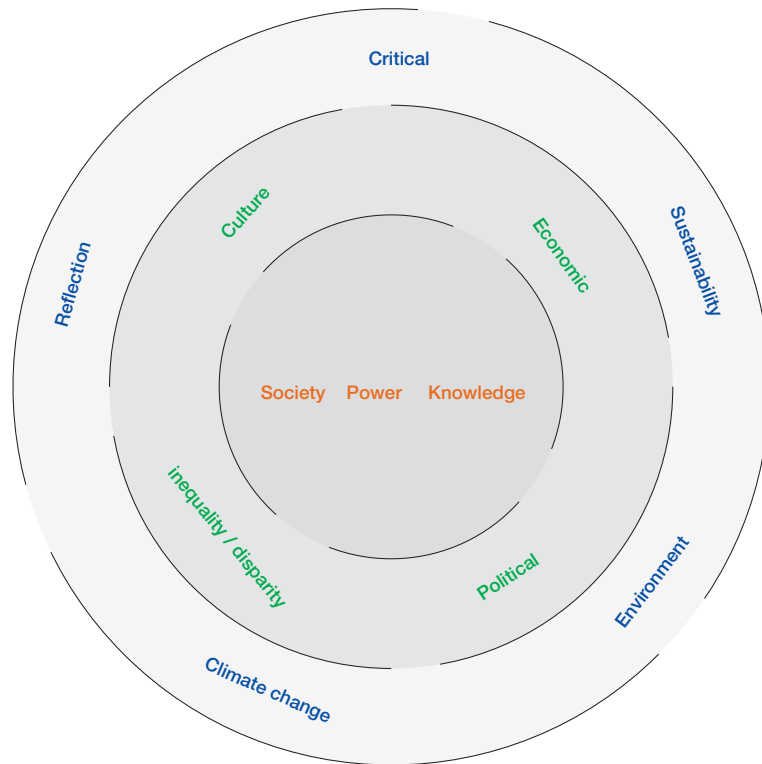 Critical
Culture
Economic
Sustainability
Reflection
Society Power Knowledge
inequality / disparity
Political
Environment
Climate change